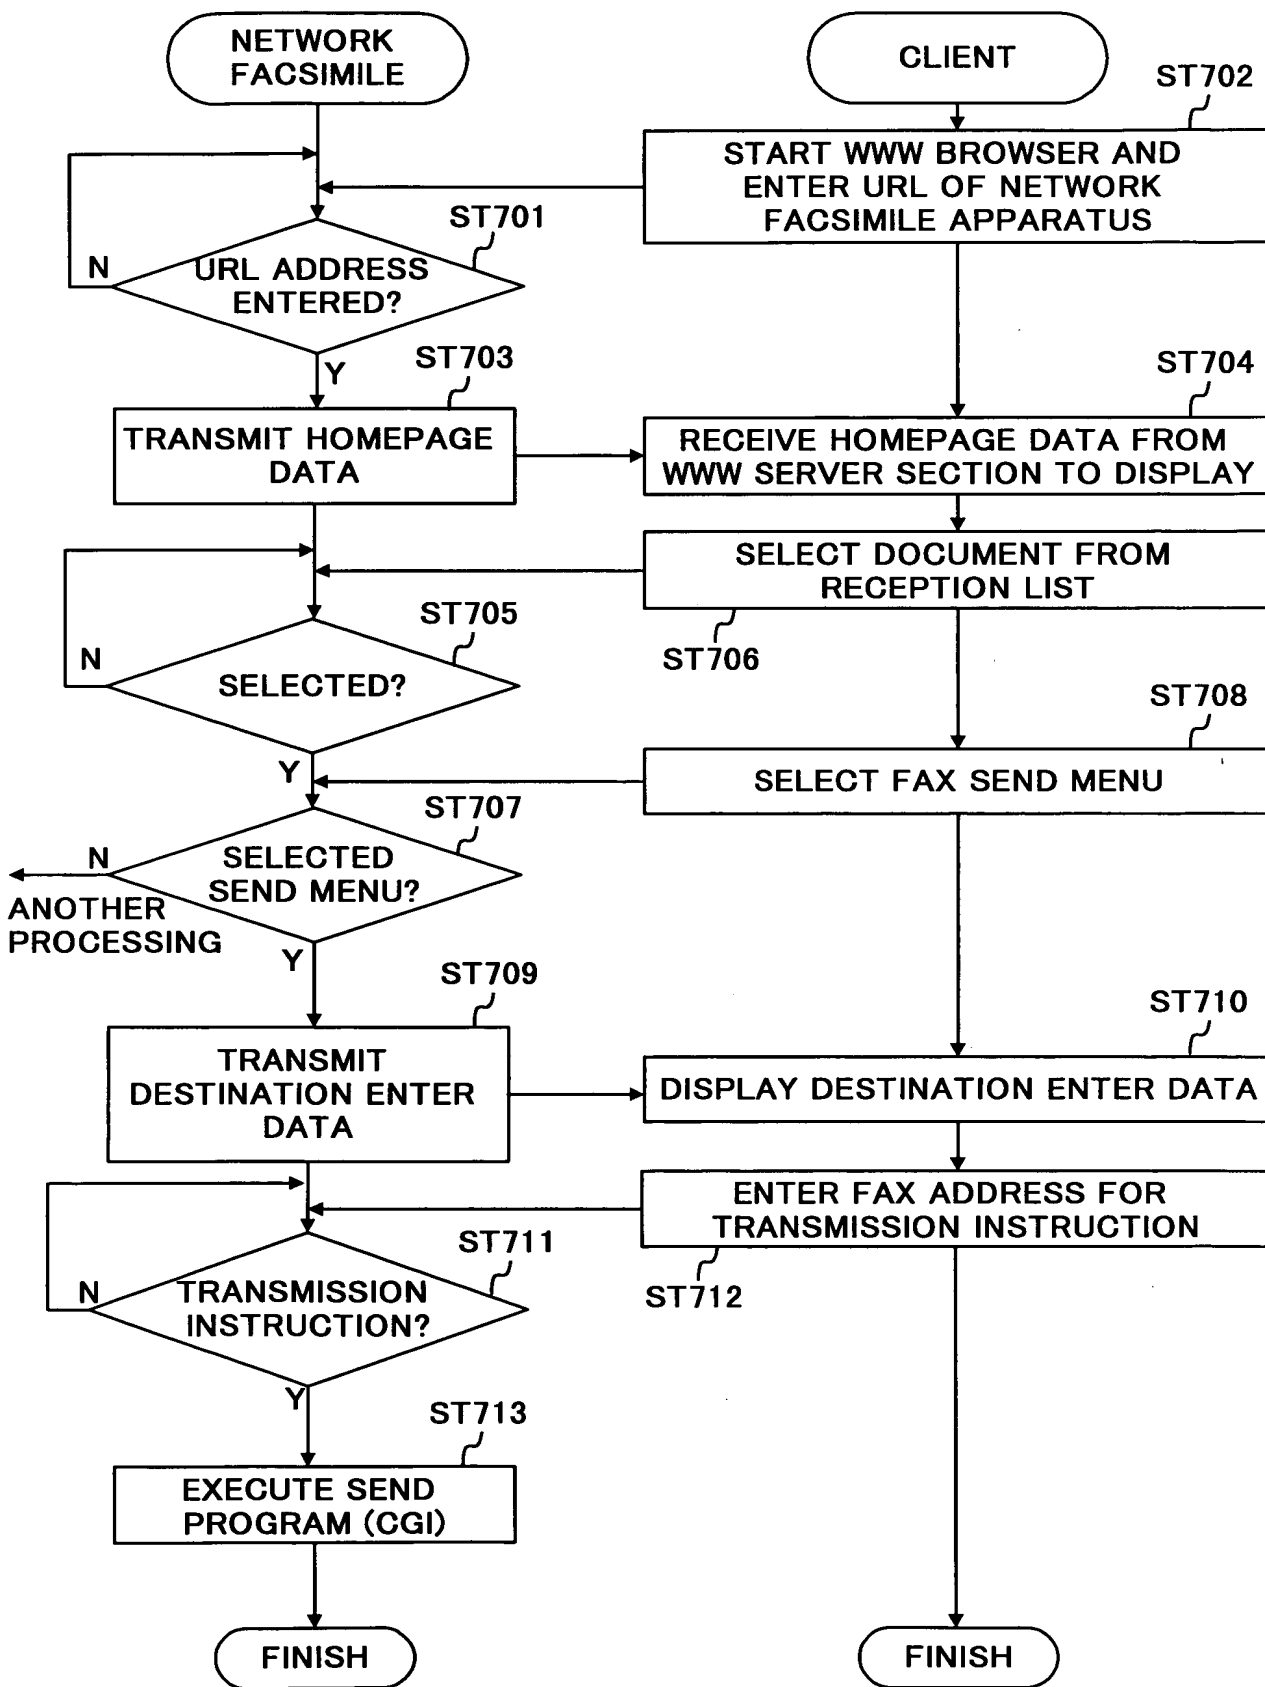 NETWORK
FACSIMILE
CLIENT
ST702
START WWW BROWSER AND
ENTER URL OF NETWORK
FACSIMILE APPARATUS
ST701
N
URL ADDRESS
ENTERED?
Y
ST703
ST704
TRANSMIT HOMEPAGE
DATA
RECEIVE HOMEPAGE DATA FROM
WWW SERVER SECTION TO DISPLAY
SELECT DOCUMENT FROM
RECEPTION LIST
ST705
ST706
N
SELECTED?
ST708
Y
SELECT FAX SEND MENU
ST707
N
SELECTED
SEND MENU?
ANOTHER
PROCESSING
Y
ST709
ST710
TRANSMIT
DESTINATION ENTER
DATA
DISPLAY DESTINATION ENTER DATA
ENTER FAX ADDRESS FOR
TRANSMISSION INSTRUCTION
ST711
ST712
N
TRANSMISSION
INSTRUCTION?
Y
ST713
EXECUTE SEND
PROGRAM (CGI)
FINISH
FINISH